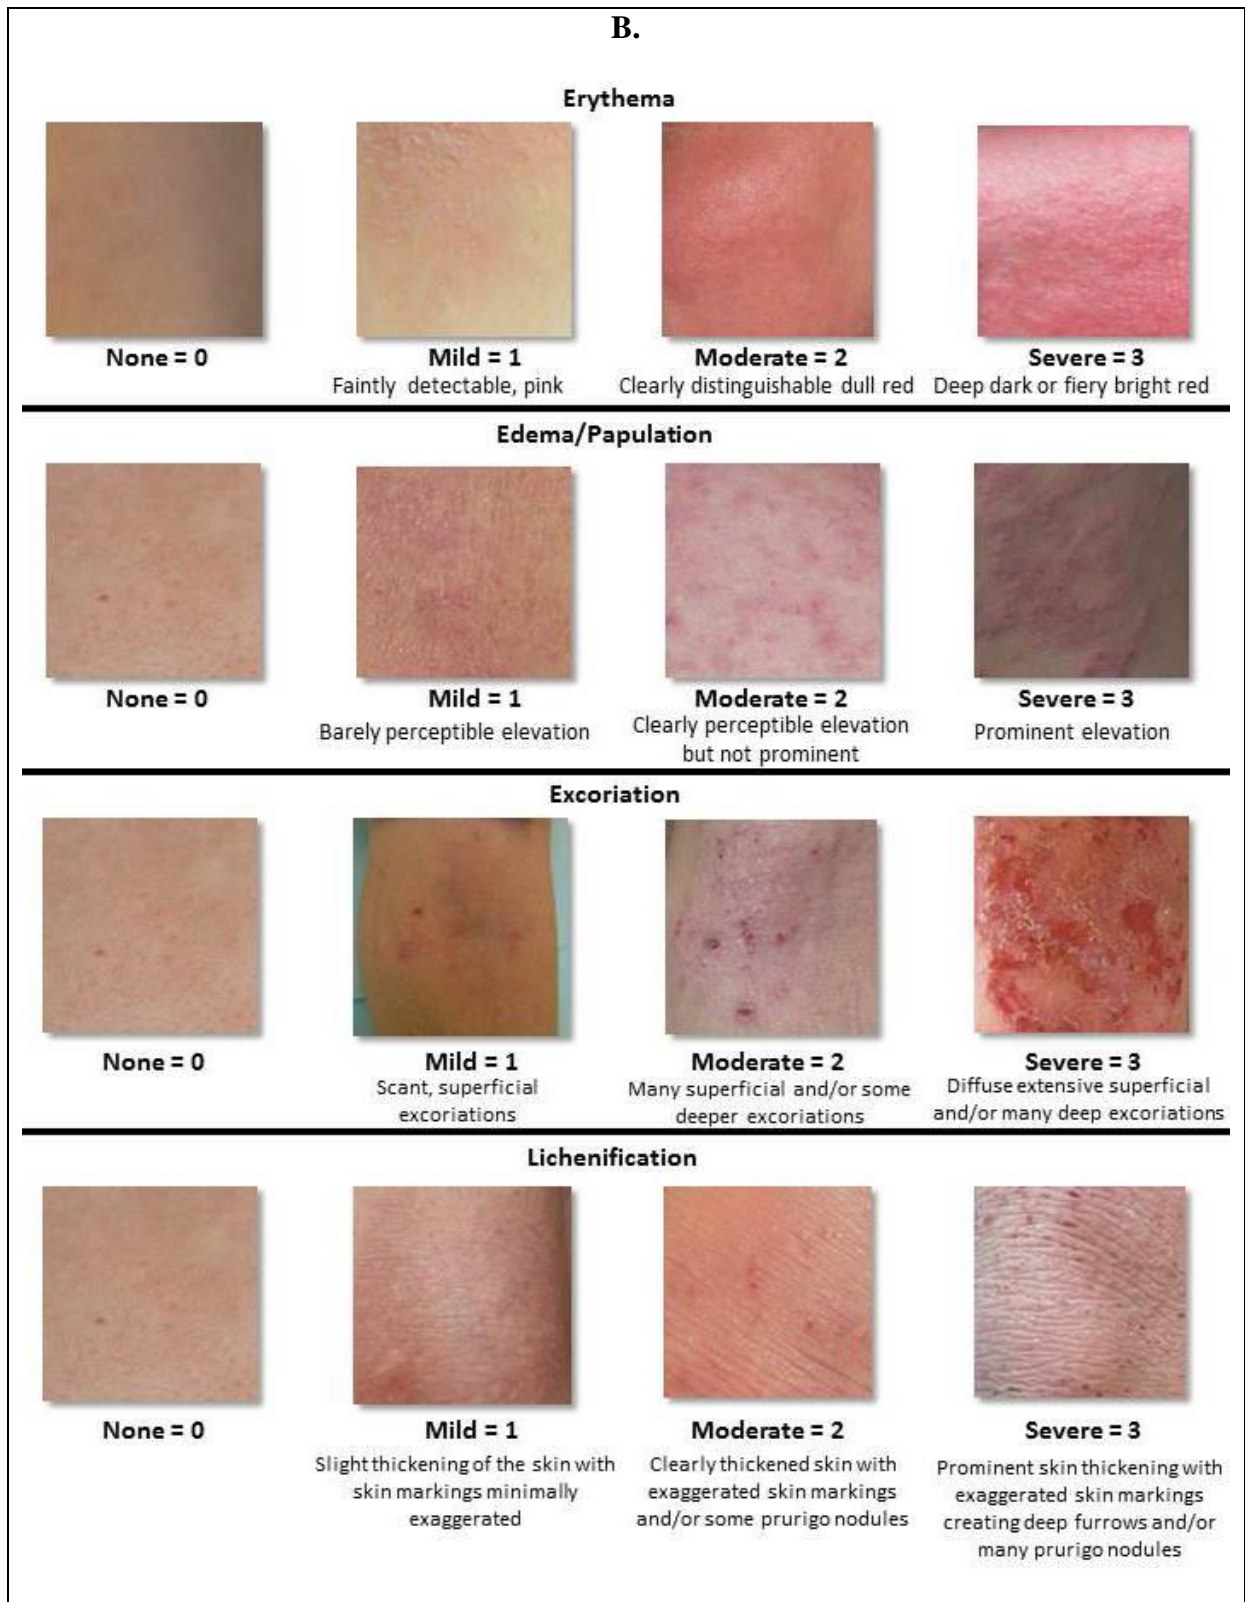 B.
Erythema
None = 0
Mild = 1
Moderate = 2
Severe = 3
Faintly detectable, pink
Clearly distinguishable dull red
Deep dark or fiery bright red
Edema/Papulation
None = 0
Mild = 1
Moderate = 2
Severe = 3
Barely perceptible elevation
Clearly perceptible elevation
but not prominent
Prominent elevation
Excoriation
None = 0
Mild = 1
Moderate = 2
Severe = 3
Scant, superficial
excoriations
Many superficial and/or some
deeper excoriations
Diffuse extensive superficial
and/or many deep excoriations
Lichenification
None = 0
Mild = 1
Moderate = 2
Severe = 3
Slight thickening of the skin with
skin markings minimally
exaggerated
Clearly thickened skin with
exaggerated skin markings
and/or some prurigo nodules
Prominent skin thickening with
exaggerated skin markings
creating deep furrows and/or
many prurigo nodules